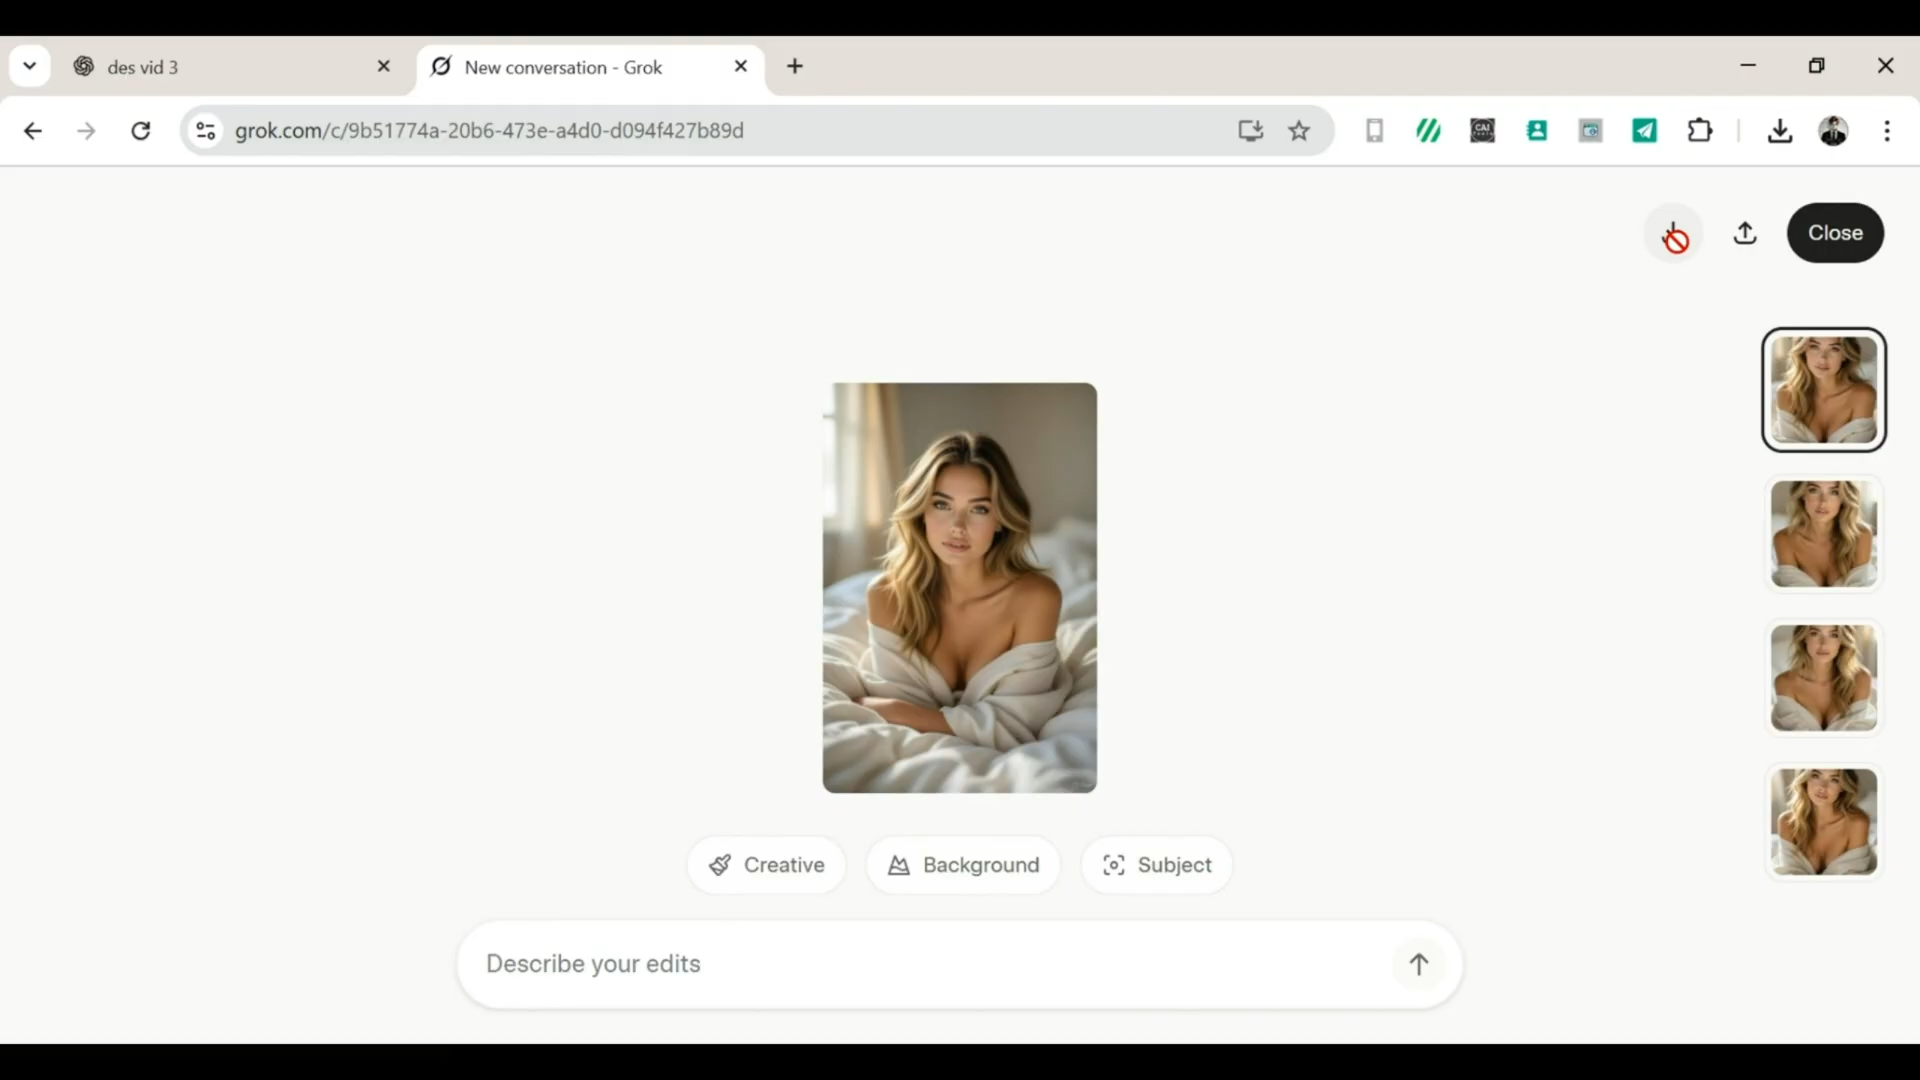 des vid 3
New conversation - Grok
grok.com/c/9b51774a-20b6-473e-a4d0-d094f427b89d
CAI
Close
Creative
Background
Subject
Describe your edits